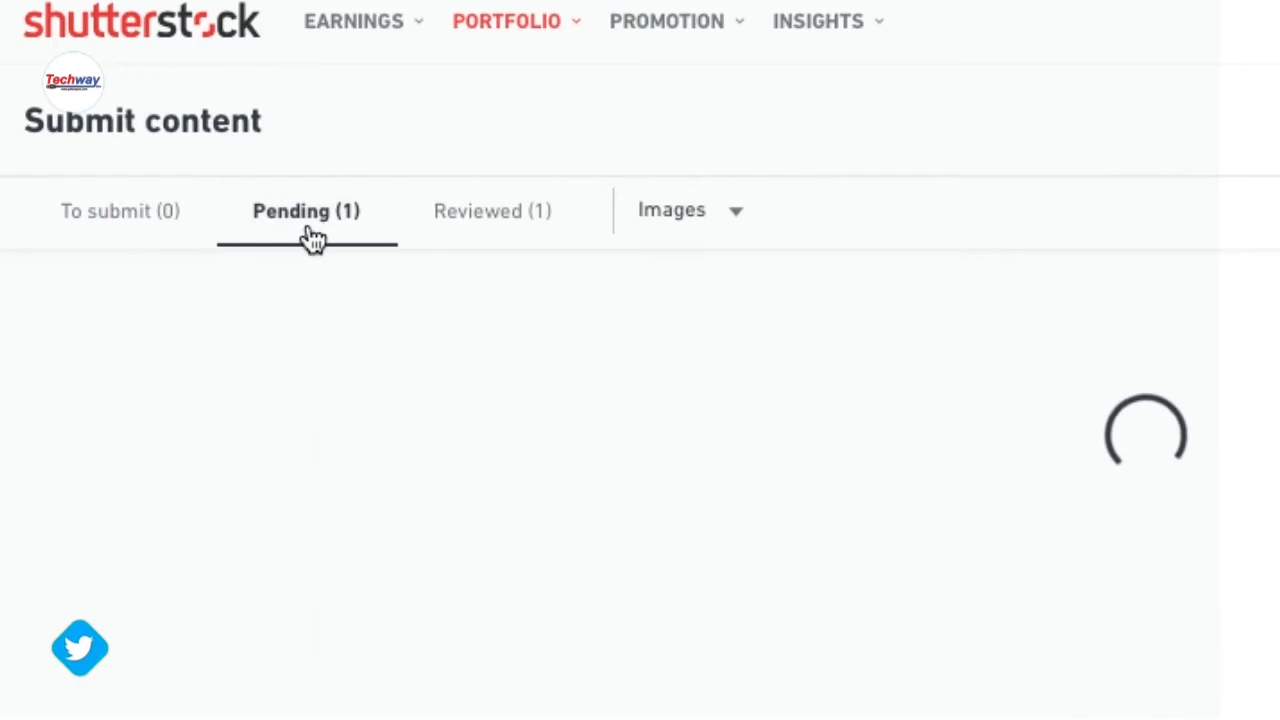 shutterstock EARNINGS PORTFOLIO PROMOTION INSIGHTS
Techway
Submit content
To submit (0) Pending (1) Reviewed (1) Images